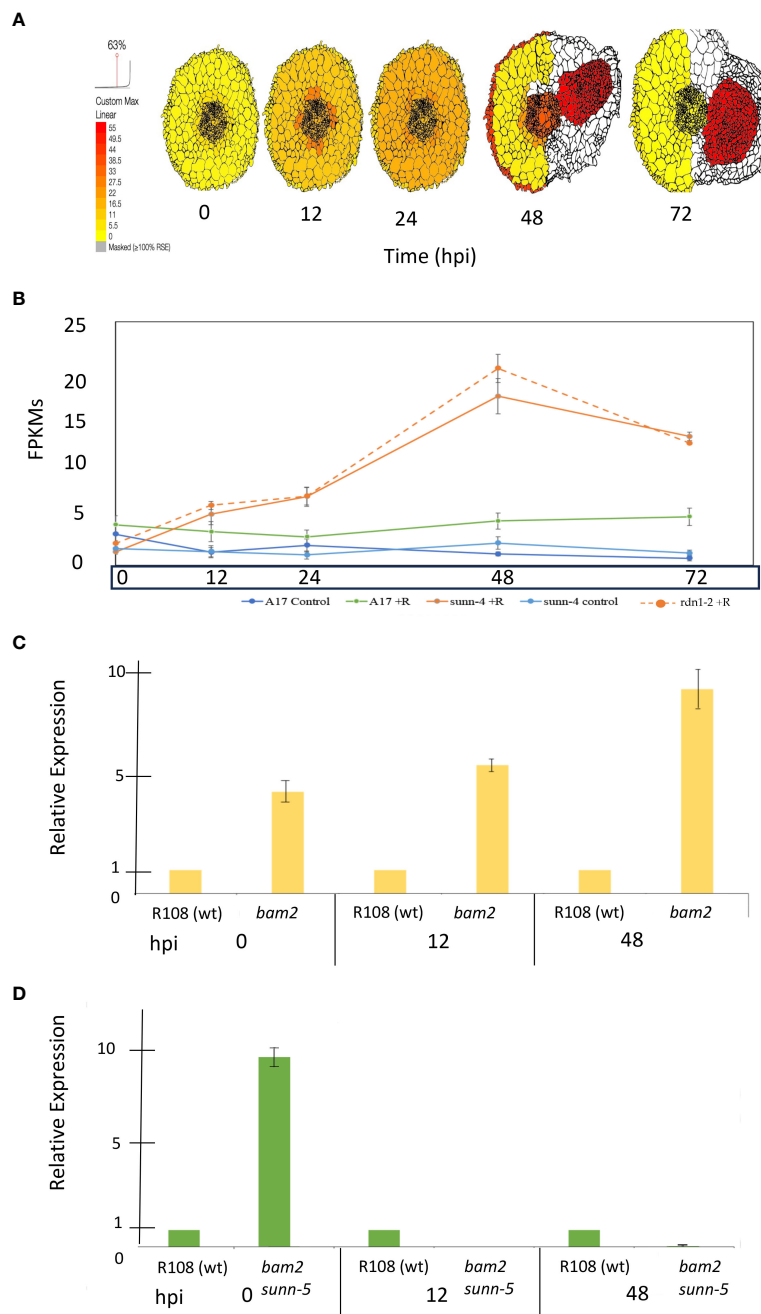 A
63%
Custom Max
Linear
55
49.5
44
38.5
33
27.5
22
16.5
11
5.5
0
Masked (≥100% RSE)
0 12 24 48 72
Time (hpi)
B
25
20
15
10
5
0
FPKMs
0 12 24 48 72
A17 Control A17 +R sunn-4 +R sunn-4 control rdn1-2 +R
C
10
5
1
0
Relative Expression
R108 (wt) bam2 R108 (wt) bam2 R108 (wt) bam2
hpi 0 12 48
D
10
5
1
0
Relative Expression
R108 (wt) bam2 R108 (wt) bam2 R108 (wt) bam2
hpi 0 sunn-5 12 sunn-5 48 sunn-5